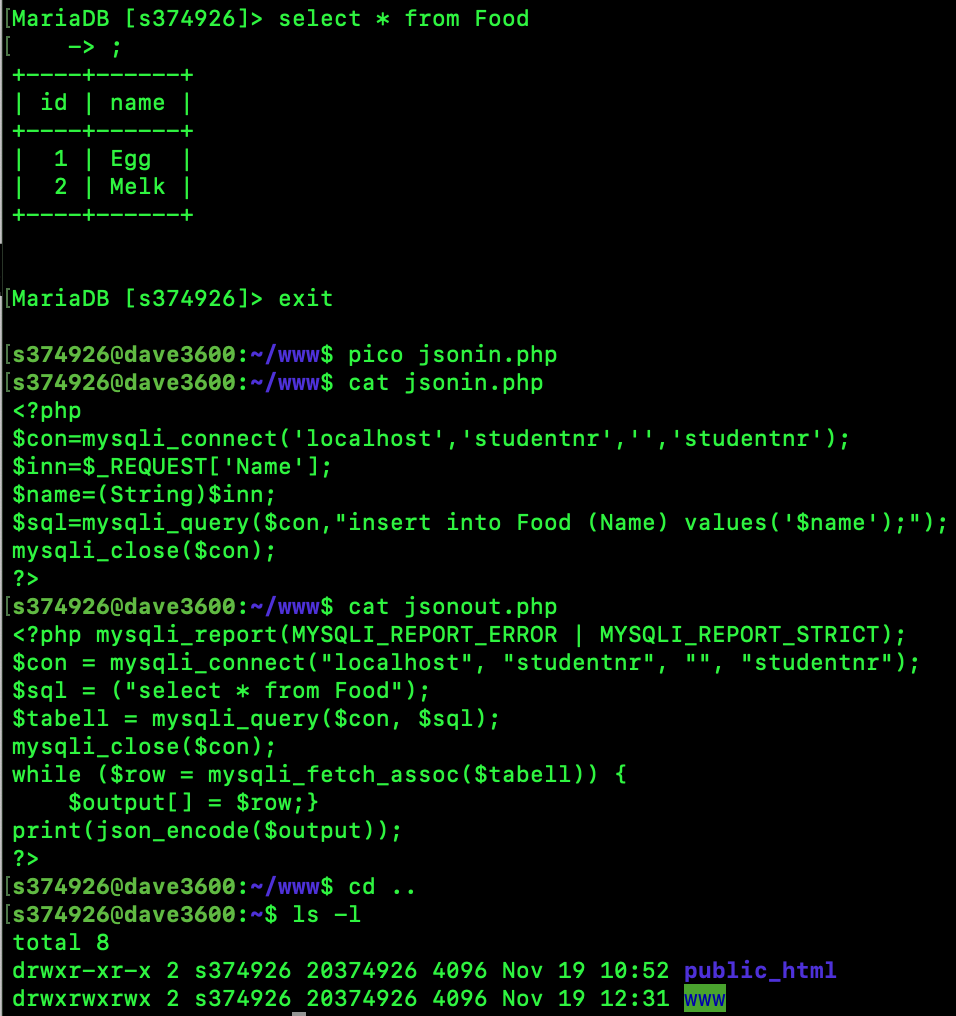 [MariaDB [s374926]> select * from Food
[    -> ;
+----+------+
| id | name |
+----+------+
|  1 | Egg  |
|  2 | Melk |
+----+------+
[MariaDB [s374926]> exit
[s374926@dave3600:~/www$ pico jsonin.php
[s374926@dave3600:~/www$ cat jsonin.php
<?php
$con=mysqli_connect('localhost','studentnr','','studentnr');
$inn=$_REQUEST['Name'];
$name=(String)$inn;
$sql=mysqli_query($con,"insert into Food (Name) values('$name');");
mysqli_close($con);
?>
[s374926@dave3600:~/www$ cat jsonout.php
<?php mysqli_report(MYSQLI_REPORT_ERROR | MYSQLI_REPORT_STRICT);
$con = mysqli_connect("localhost", "studentnr", "", "studentnr");
$sql = ("select * from Food");
$tabell = mysqli_query($con, $sql);
mysqli_close($con);
while ($row = mysqli_fetch_assoc($tabell)) {
    $output[] = $row;}
print(json_encode($output));
?>
[s374926@dave3600:~/www$ cd ..
[s374926@dave3600:~$ ls -l
total 8
drwxr-xr-x 2 s374926 20374926 4096 Nov 19 10:52 public_html
drwxrwxrwx 2 s374926 20374926 4096 Nov 19 12:31 www